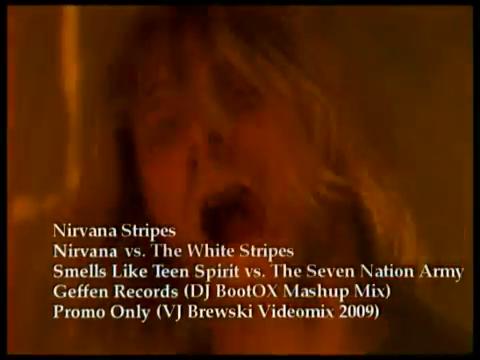 Nirvana Stripes
Nirvana vs. The White Stripes
Smells Like Teen Spirit vs. The Seven Nation Army
Geffen Records (DJ BootOX Mashup Mix)
Promo Only (VJ Brewski Videomix 2009)